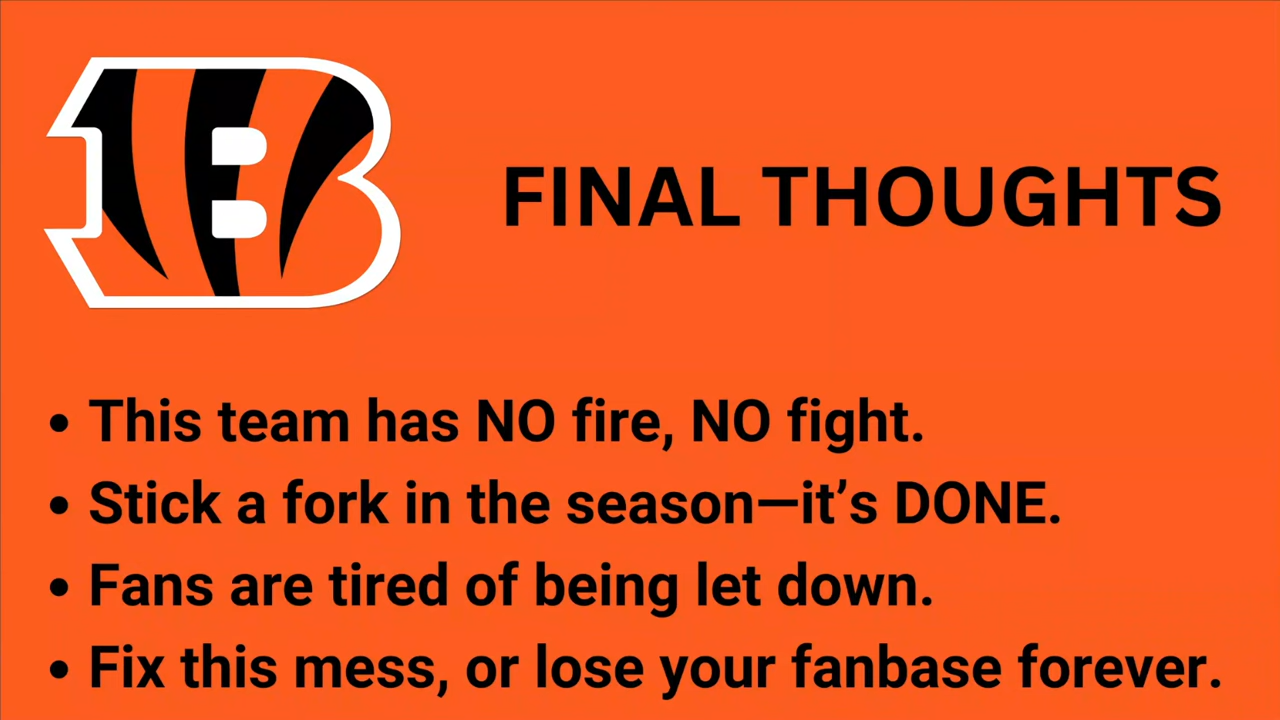 FINAL THOUGHTS
• This team has NO fire, NO fight.
• Stick a fork in the season—it’s DONE.
• Fans are tired of being let down.
• Fix this mess, or lose your fanbase forever.